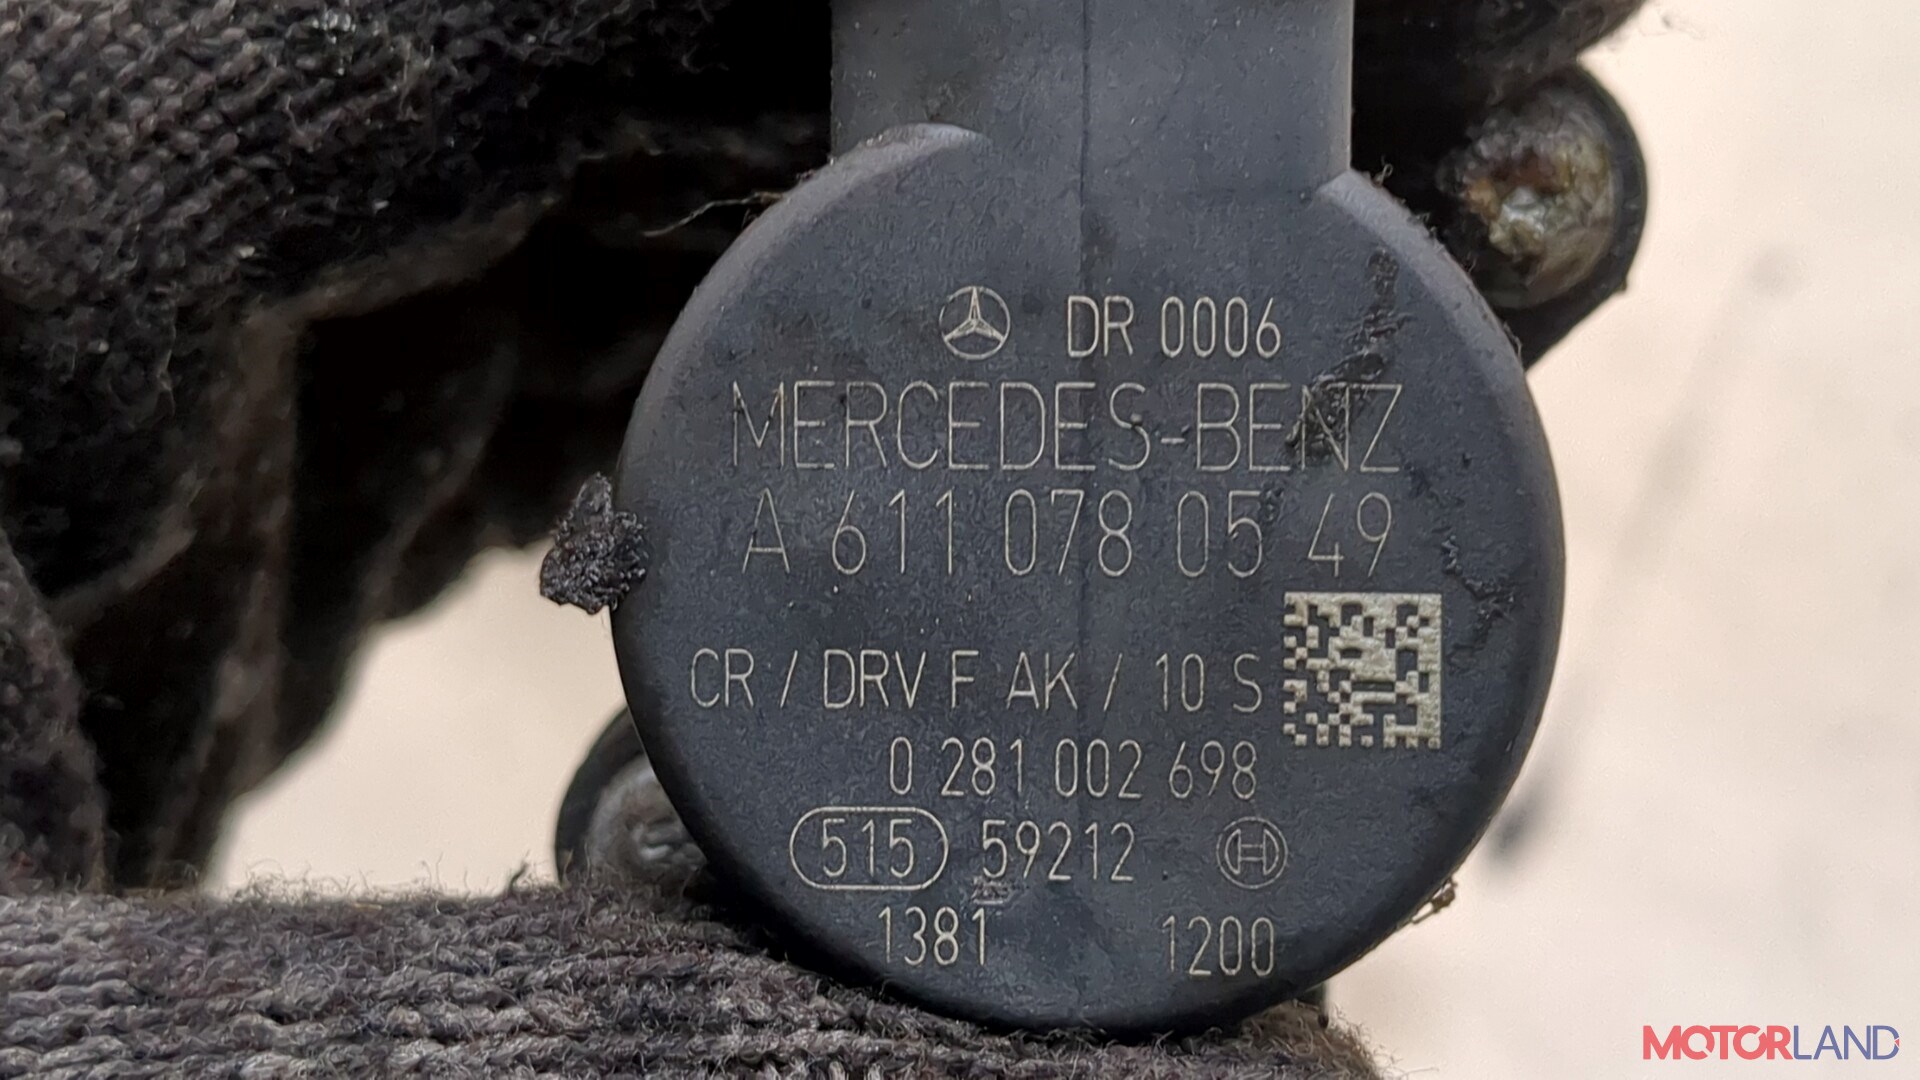 DR 0006
MERCEDES-BENZ
A 611 078 05 49
CR / DRV F AK / 10 S
0 281 002 698
515 59212
1381 1200
MOTORLAND